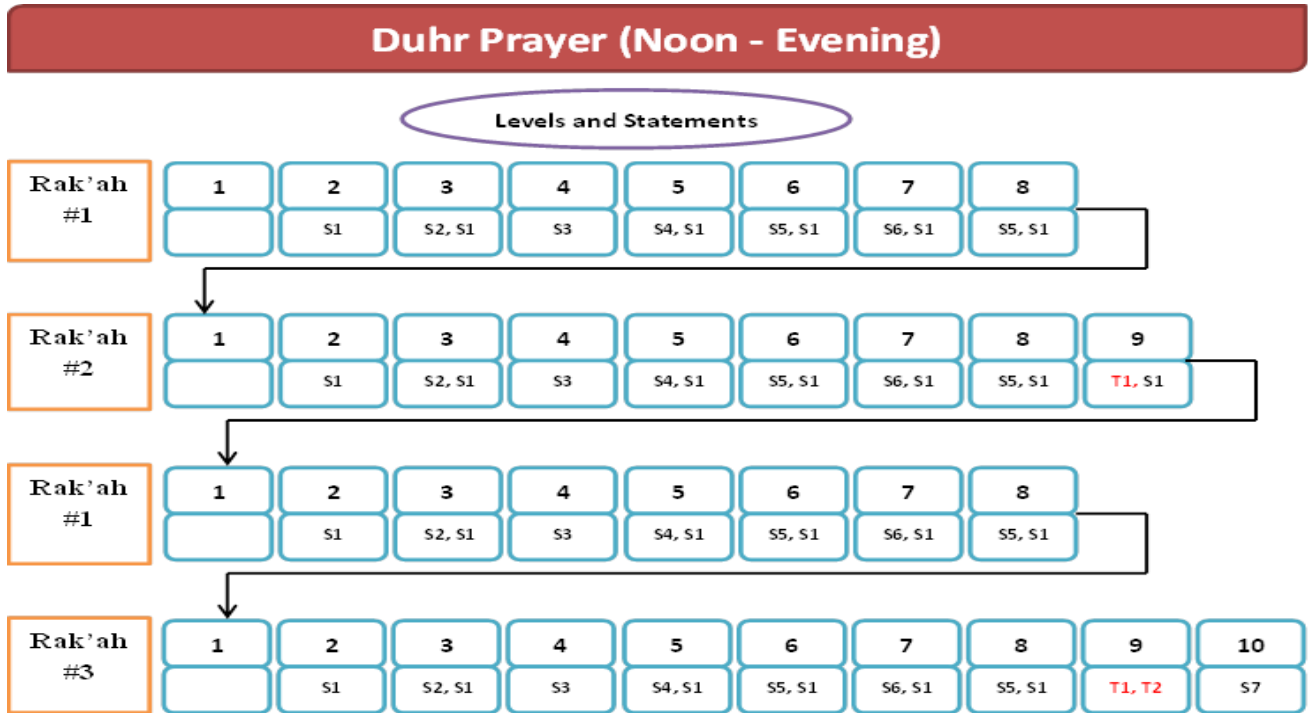 Duhr Prayer (Noon - Evening)
Levels and Statements
Rak’ah #1
1 2 3 4 5 6 7 8
S1 S2, S1 S3 S4, S1 S5, S1 S6, S1 S5, S1
Rak’ah #2
1 2 3 4 5 6 7 8 9
S1 S2, S1 S3 S4, S1 S5, S1 S6, S1 S5, S1 T1, S1
Rak’ah #1
1 2 3 4 5 6 7 8
S1 S2, S1 S3 S4, S1 S5, S1 S6, S1 S5, S1
Rak’ah #3
1 2 3 4 5 6 7 8 9 10
S1 S2, S1 S3 S4, S1 S5, S1 S6, S1 S5, S1 T1, T2 S7